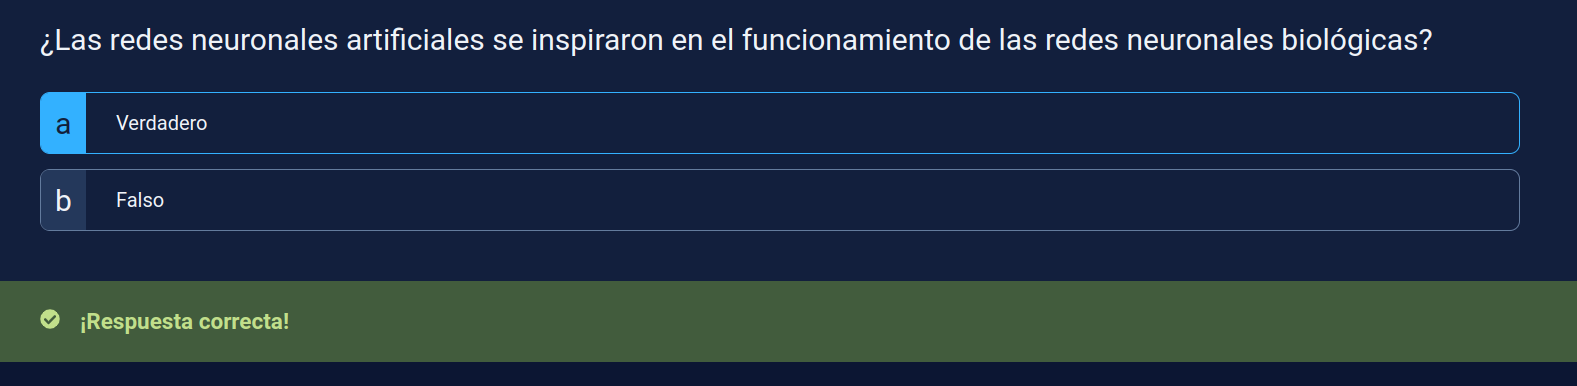 ¿Las redes neuronales artificiales se inspiraron en el funcionamiento de las redes neuronales biológicas?
a Verdadero
b Falso
¡Respuesta correcta!